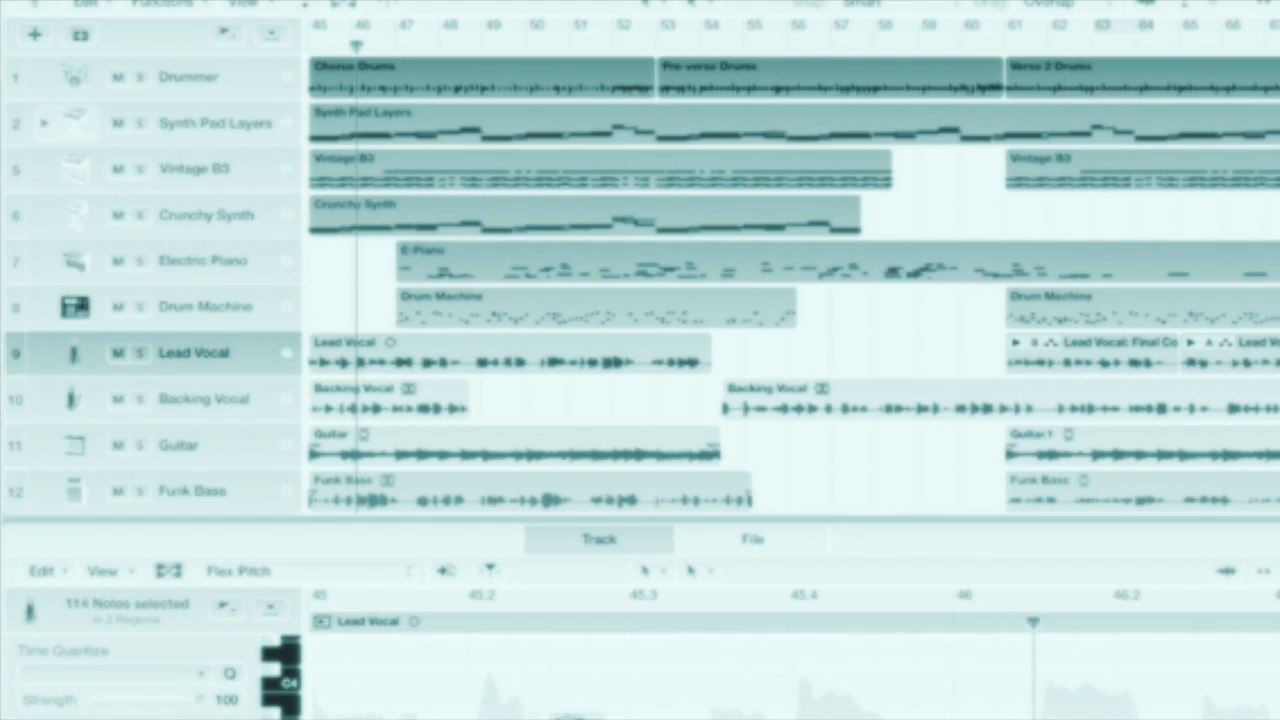 Edit Functions View Snap: Smart Drag: Overlap
45 46 47 48 49 50 51 52 53 54 55 56 57 58 59 60 61 62 63 64 65 66
Chorus Drums Pre-verse Drums Verse 2 Drums
1 M S Drummer
Synth Pad Layers
2 M S Synth Pad Layers
Vintage B3 Vintage B3
5 M S Vintage B3
Crunchy Synth
6 M S Crunchy Synth
E-Piano
7 M S Electric Piano
Drum Machine Drum Machine
8 M S Drum Machine
Lead Vocal B Lead Vocal: Final Co A Lead V
9 M S Lead Vocal
Backing Vocal Backing Vocal
10 M S Backing Vocal
Guitar Guitar.1
11 M S Guitar
Funk Bass Funk Bass
12 M S Funk Bass
Track File
Edit View Flex Pitch
45 45.2 45.3 45.4 46 46.2
114 Notes selected
in 2 Regions
Lead Vocal
Time Quantize
Q
C4
Strength: 100